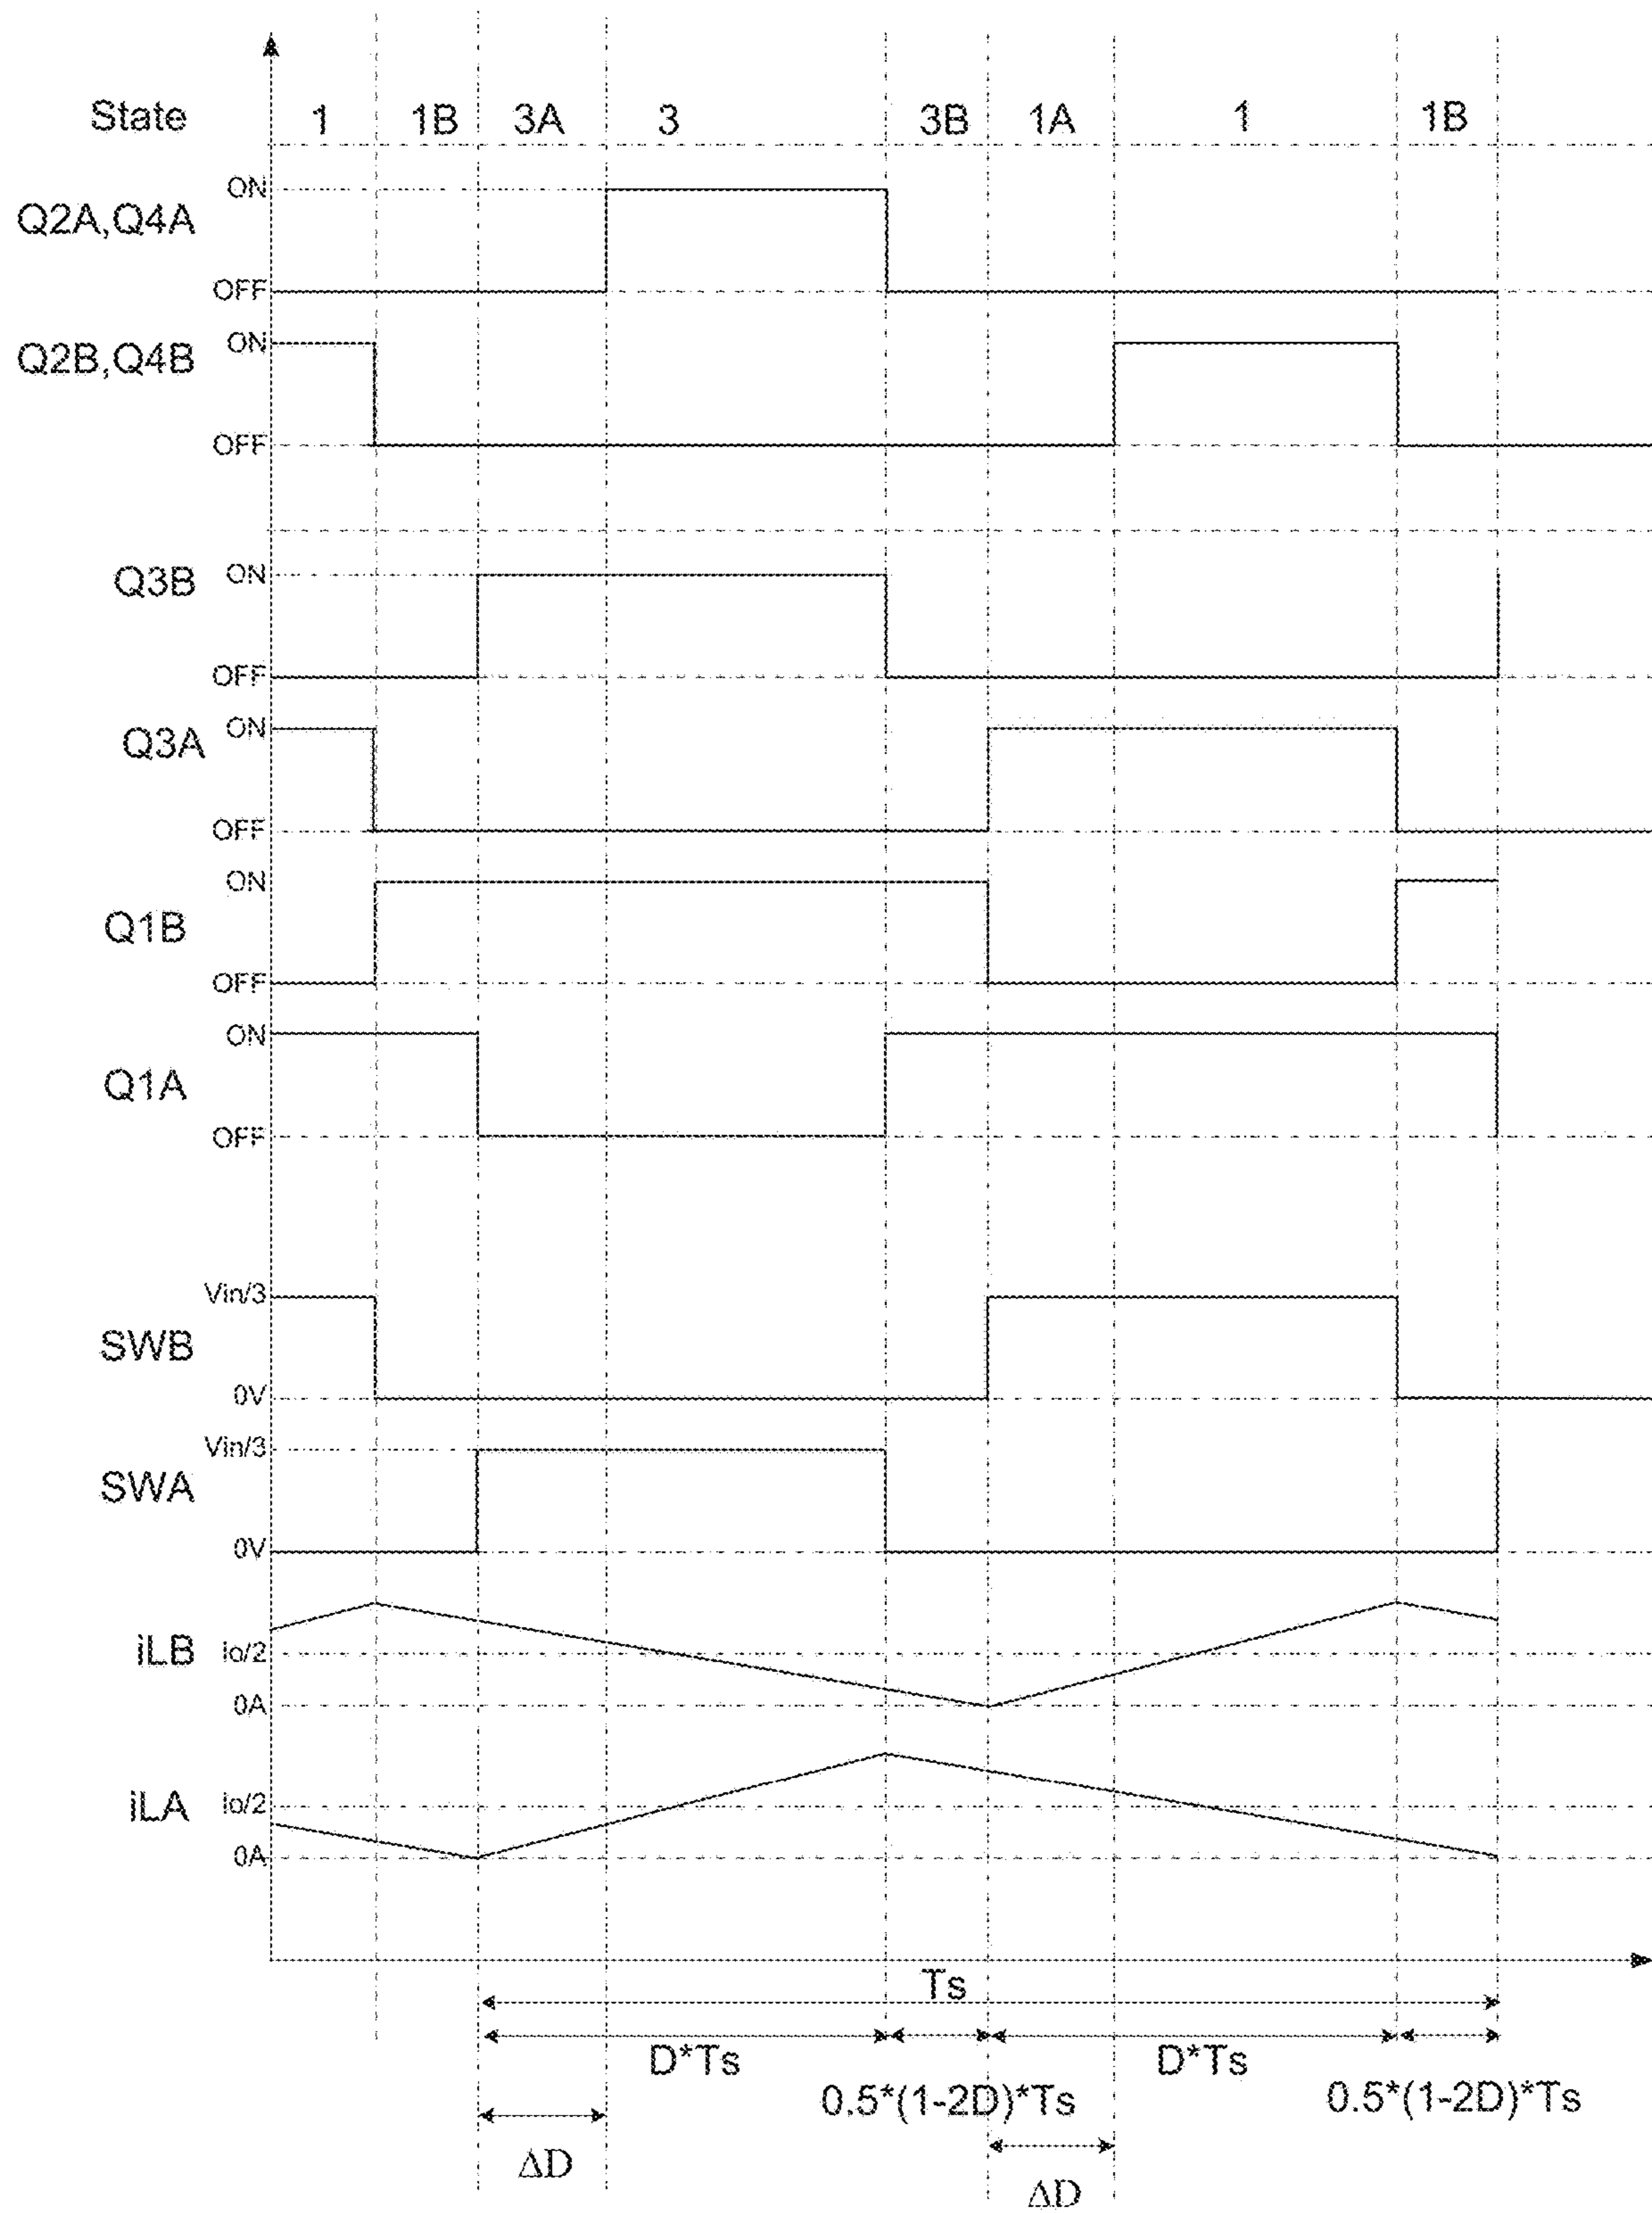 State 1 1B 3A 3 3B 1A 1 1B
ON
Q2A,Q4A
OFF
ON
Q2B,Q4B
OFF
ON
Q3B
OFF
ON
Q3A
OFF
ON
Q1B
OFF
ON
Q1A
OFF
Vin/3
SWB
0V
Vin/3
SWA
0V
iLB Io/2
0A
iLA Io/2
0A
Ts
D*Ts D*Ts
0.5*(1-2D)*Ts 0.5*(1-2D)*Ts
ΔD
ΔD